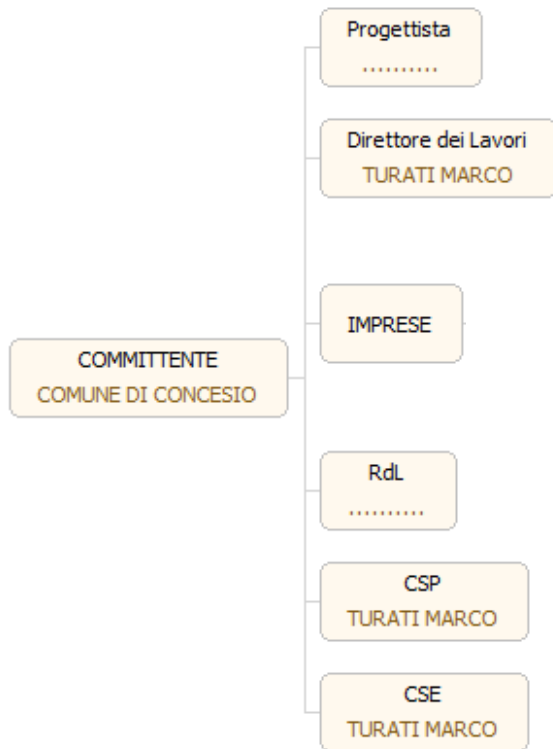 Progettista
..........
Direttore dei Lavori
TURATI MARCO
IMPRESE
COMMITTENTE
COMUNE DI CONCESIO
RdL
..........
CSP
TURATI MARCO
CSE
TURATI MARCO